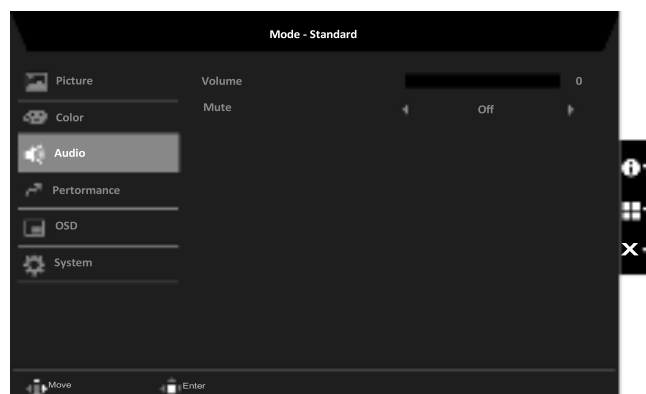 Mode - Standard
Picture
Volume 0
Mute Off
Color
Audio
Pertormance
OSD
System
Move Enter